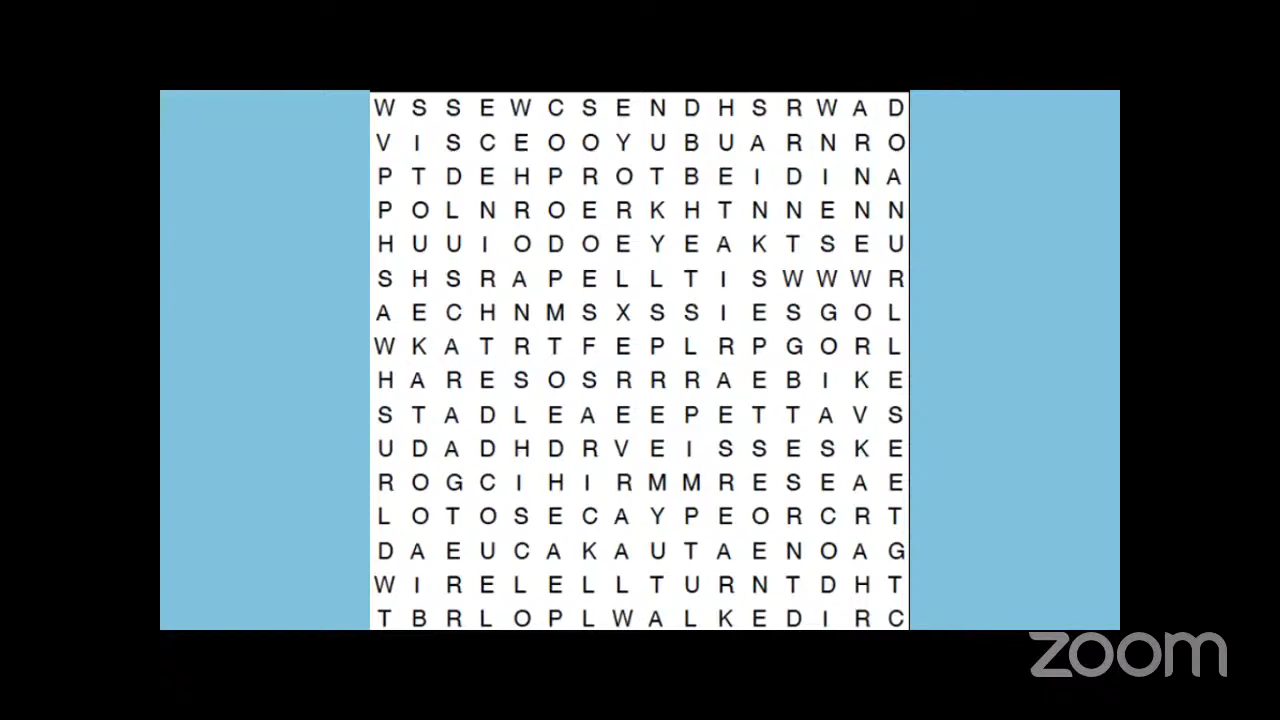 W S S E W C S E N D H S R W A D
V I S C E O O Y U B U A R N R O
P T D E H P R O T B E I D I N A
P O L N R O E R K H T N N E N N
H U U I O D O E Y E A K T S E U
S H S R A P E L L T I S W W W R
A E C H N M S X S S I E S G O L
W K A T R T F E P L R P G O R L
H A R E S O S R R R A E B I K E
S T A D L E A E E P E T T A V S
U D A D H D R V E I S S E S K E
R O G C I H I R M M R E S E A E
L O T O S E C A Y P E O R C R T
D A E U C A K A U T A E N O A G
W I R E L E L L T U R N T D H T
T B R L O P L W A L K E D I R C
zoom